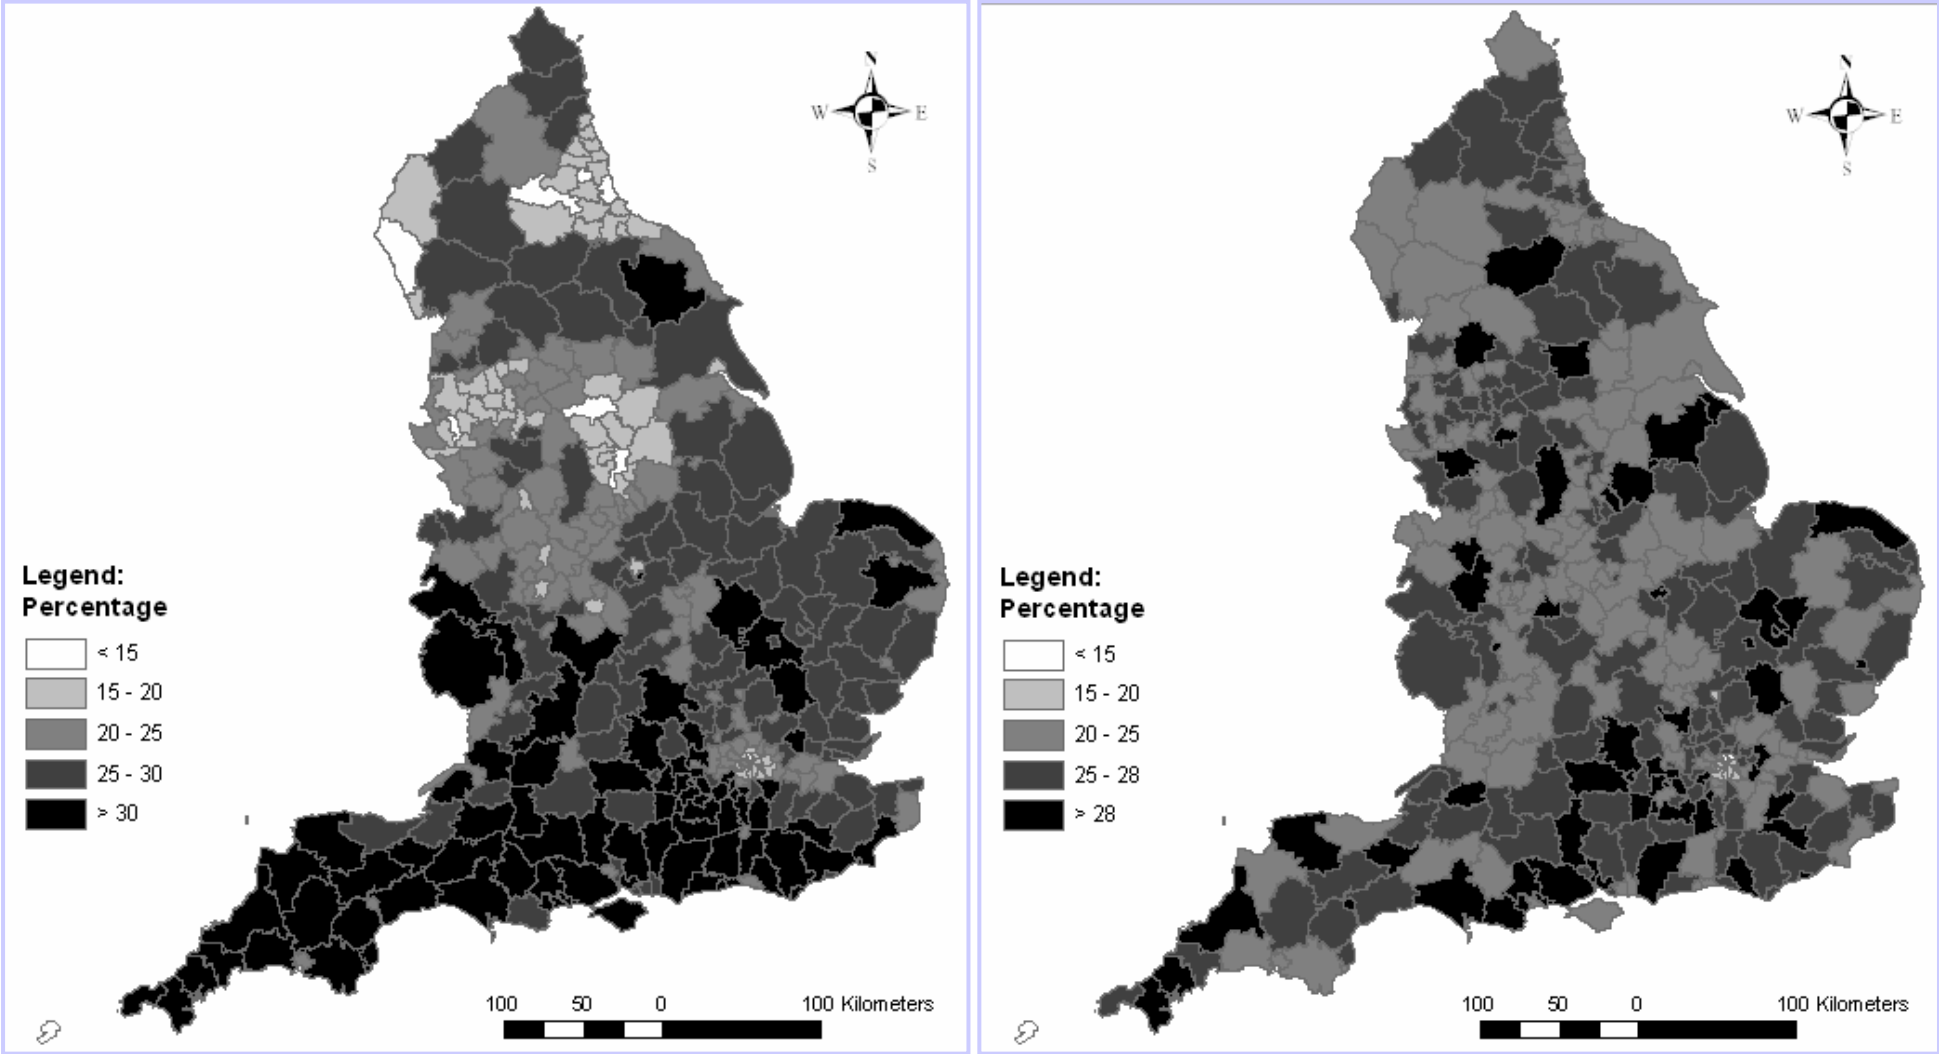 N
W E
S
Legend:
Percentage
< 15
15 - 20
20 - 25
25 - 30
> 30
100 50 0 100 Kilometers
N
W E
S
Legend:
Percentage
< 15
15 - 20
20 - 25
25 - 28
> 28
100 50 0 100 Kilometers